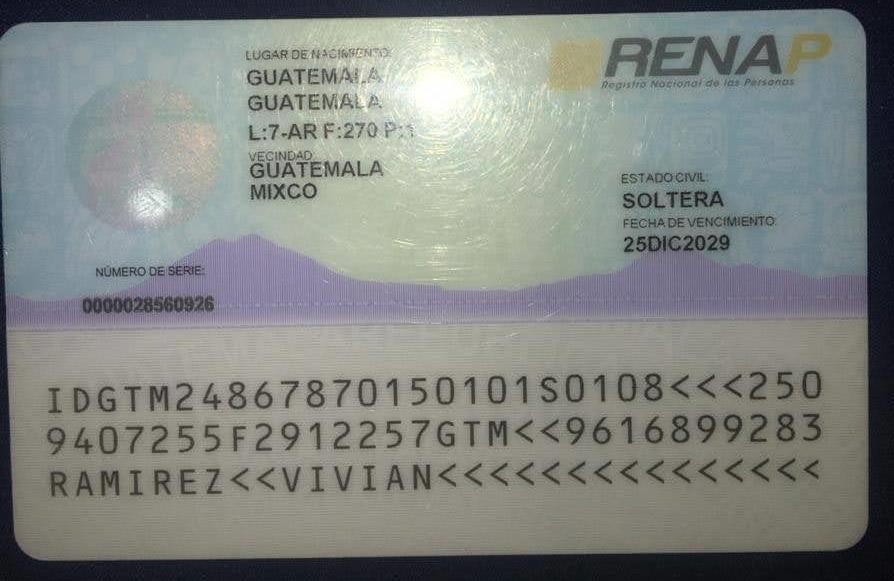 LUGAR DE NACIMIENTO:
GUATEMALA
GUATEMALA
L:7-AR F:270 P:1
VECINDAD:
GUATEMALA
MIXCO
RENAP
Registro Nacional de las Personas
ESTADO CIVIL:
SOLTERA
FECHA DE VENCIMIENTO:
25DIC2029
NÚMERO DE SERIE:
0000028560926
IDGTM24867870150101S0108<<<250
9407255F2912257GTM<<9616899283
RAMIREZ<<VIVIAN<<<<<<<<<<<<<<<